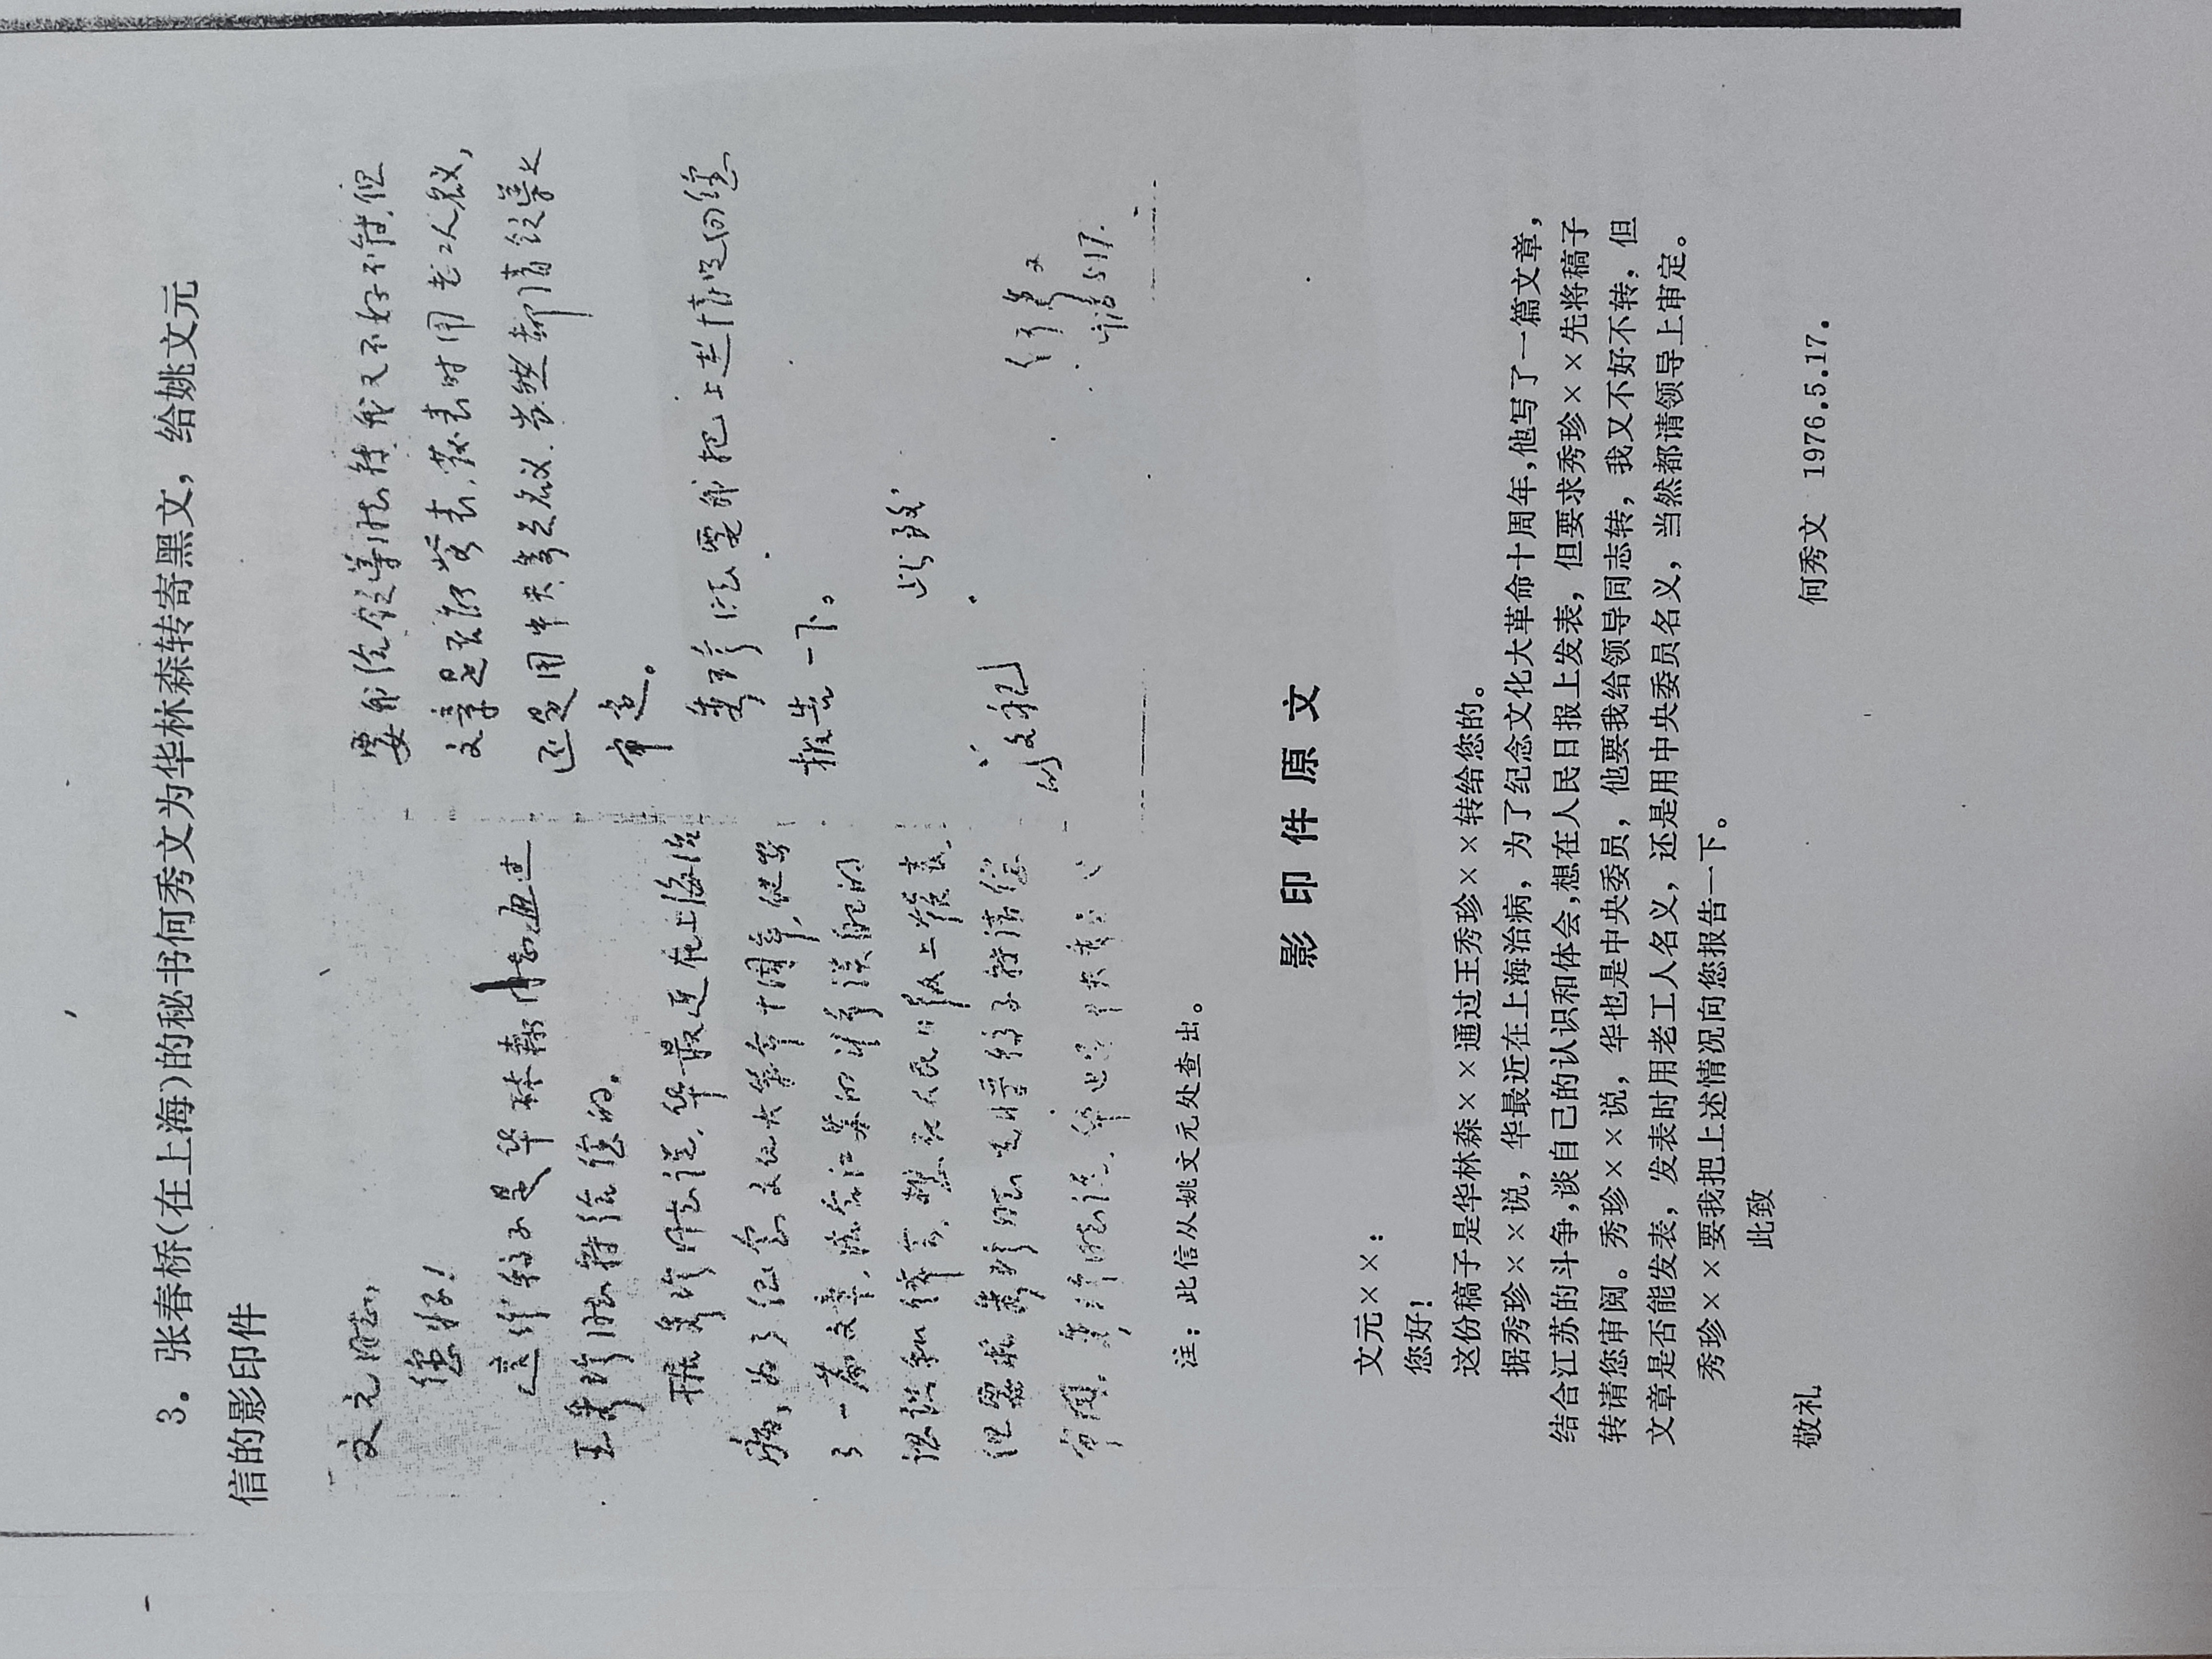 3. 张春桥(在上海)的秘书何秀文为华林森转寄黑文，给姚文元
信的影印件
文元同志，
您好！
这份稿子是华林森同志通过
王秀珍同志转给您的。
据秀珍同志说，华最近在上海治
病，为了纪念文化大革命十周年，他写
了一篇文章，结合江苏的斗争谈自己的
认识和体会，想在人民日报上发表，
但要求秀珍同志先将稿子转请您
审阅。秀珍同志说，华也是中央委员
要我给领导同志转，我又不好不转，但
文章是否能发表，发表时用老工人名义，
还是用中央委员名义，当然都请领导上
审定。
秀珍同志要我把上述情况向您
报告一下。
此致
敬礼
何秀文
1976.5.17.
注：此信从姚文元处查出。
影印件原文
文元××：
您好！
这份稿子是华林森××通过王秀珍××转给您的。
据秀珍××说，华最近在上海治病，为了纪念文化大革命十周年，他写了一篇文章，
结合江苏的斗争，谈自己的认识和体会，想在人民日报上发表，但要求秀珍××先将稿子
转请您审阅。秀珍××说，华也是中央委员，他要我给领导同志转，我又不好不转，但
文章是否能发表，发表时用老工人名义，还是用中央委员名义，当然都请领导上审定。
秀珍××要我把上述情况向您报告一下。
此致
敬礼
何秀文 1976.5.17.